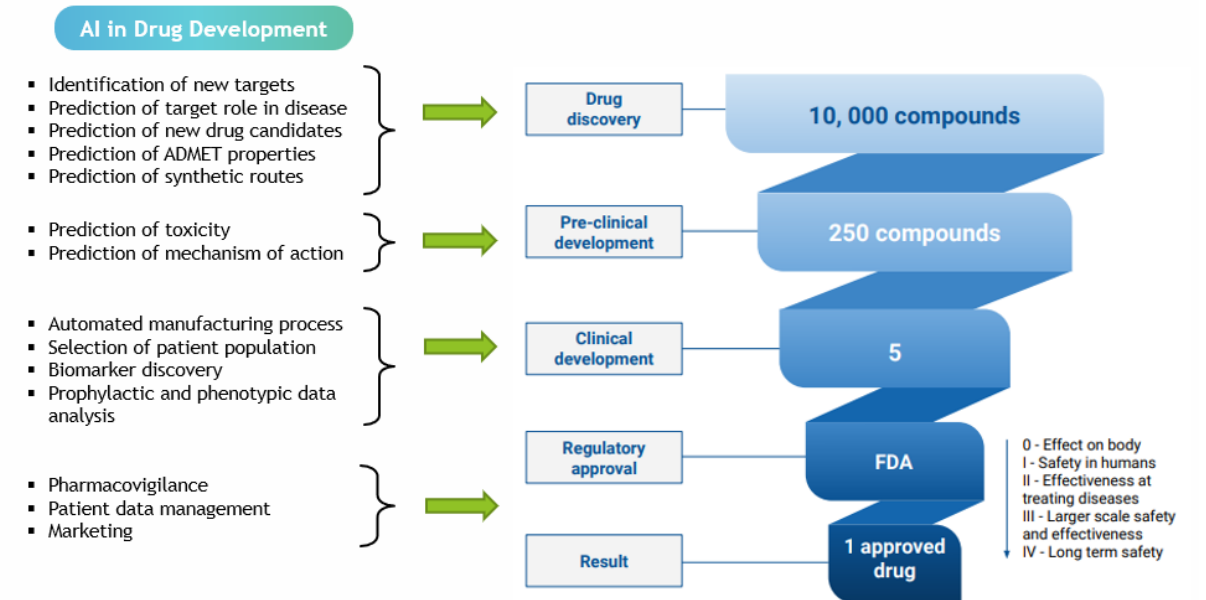 AI in Drug Development
▪ Identification of new targets
▪ Prediction of target role in disease
▪ Prediction of new drug candidates
▪ Prediction of ADMET properties
▪ Prediction of synthetic routes
▪ Prediction of toxicity
▪ Prediction of mechanism of action
▪ Automated manufacturing process
▪ Selection of patient population
▪ Biomarker discovery
▪ Prophylactic and phenotypic data
analysis
▪ Pharmacovigilance
▪ Patient data management
▪ Marketing
Drug
discovery
10, 000 compounds
Pre-clinical
development
250 compounds
Clinical
development
5
Regulatory
approval
FDA
0 - Effect on body
I - Safety in humans
II - Effectiveness at
treating diseases
III - Larger scale safety
and effectiveness
IV - Long term safety
Result
1 approved
drug